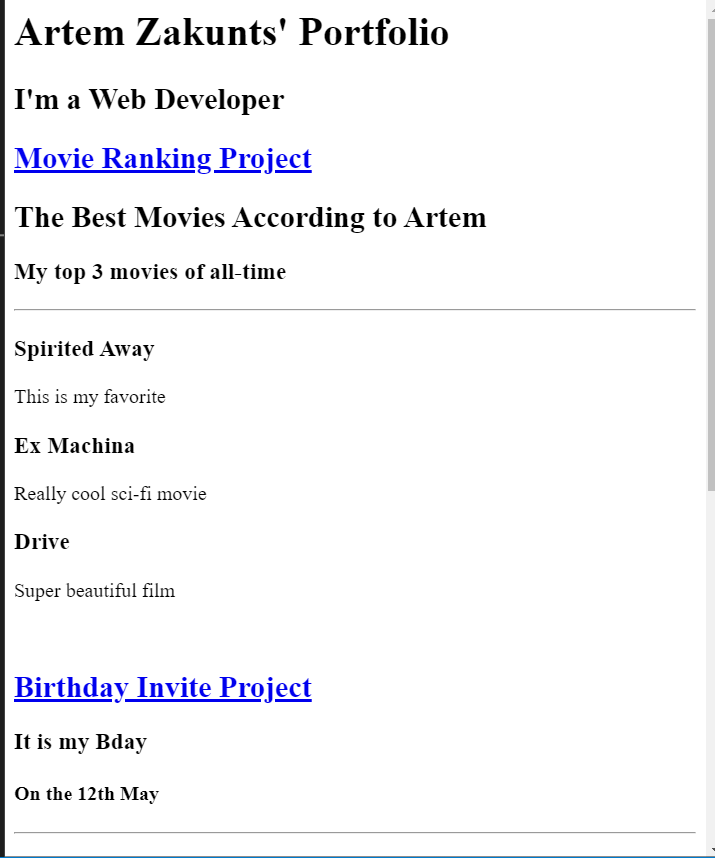 Artem Zakunts' Portfolio
I'm a Web Developer
Movie Ranking Project
The Best Movies According to Artem
My top 3 movies of all-time
Spirited Away
This is my favorite
Ex Machina
Really cool sci-fi movie
Drive
Super beautiful film
Birthday Invite Project
It is my Bday
On the 12th May